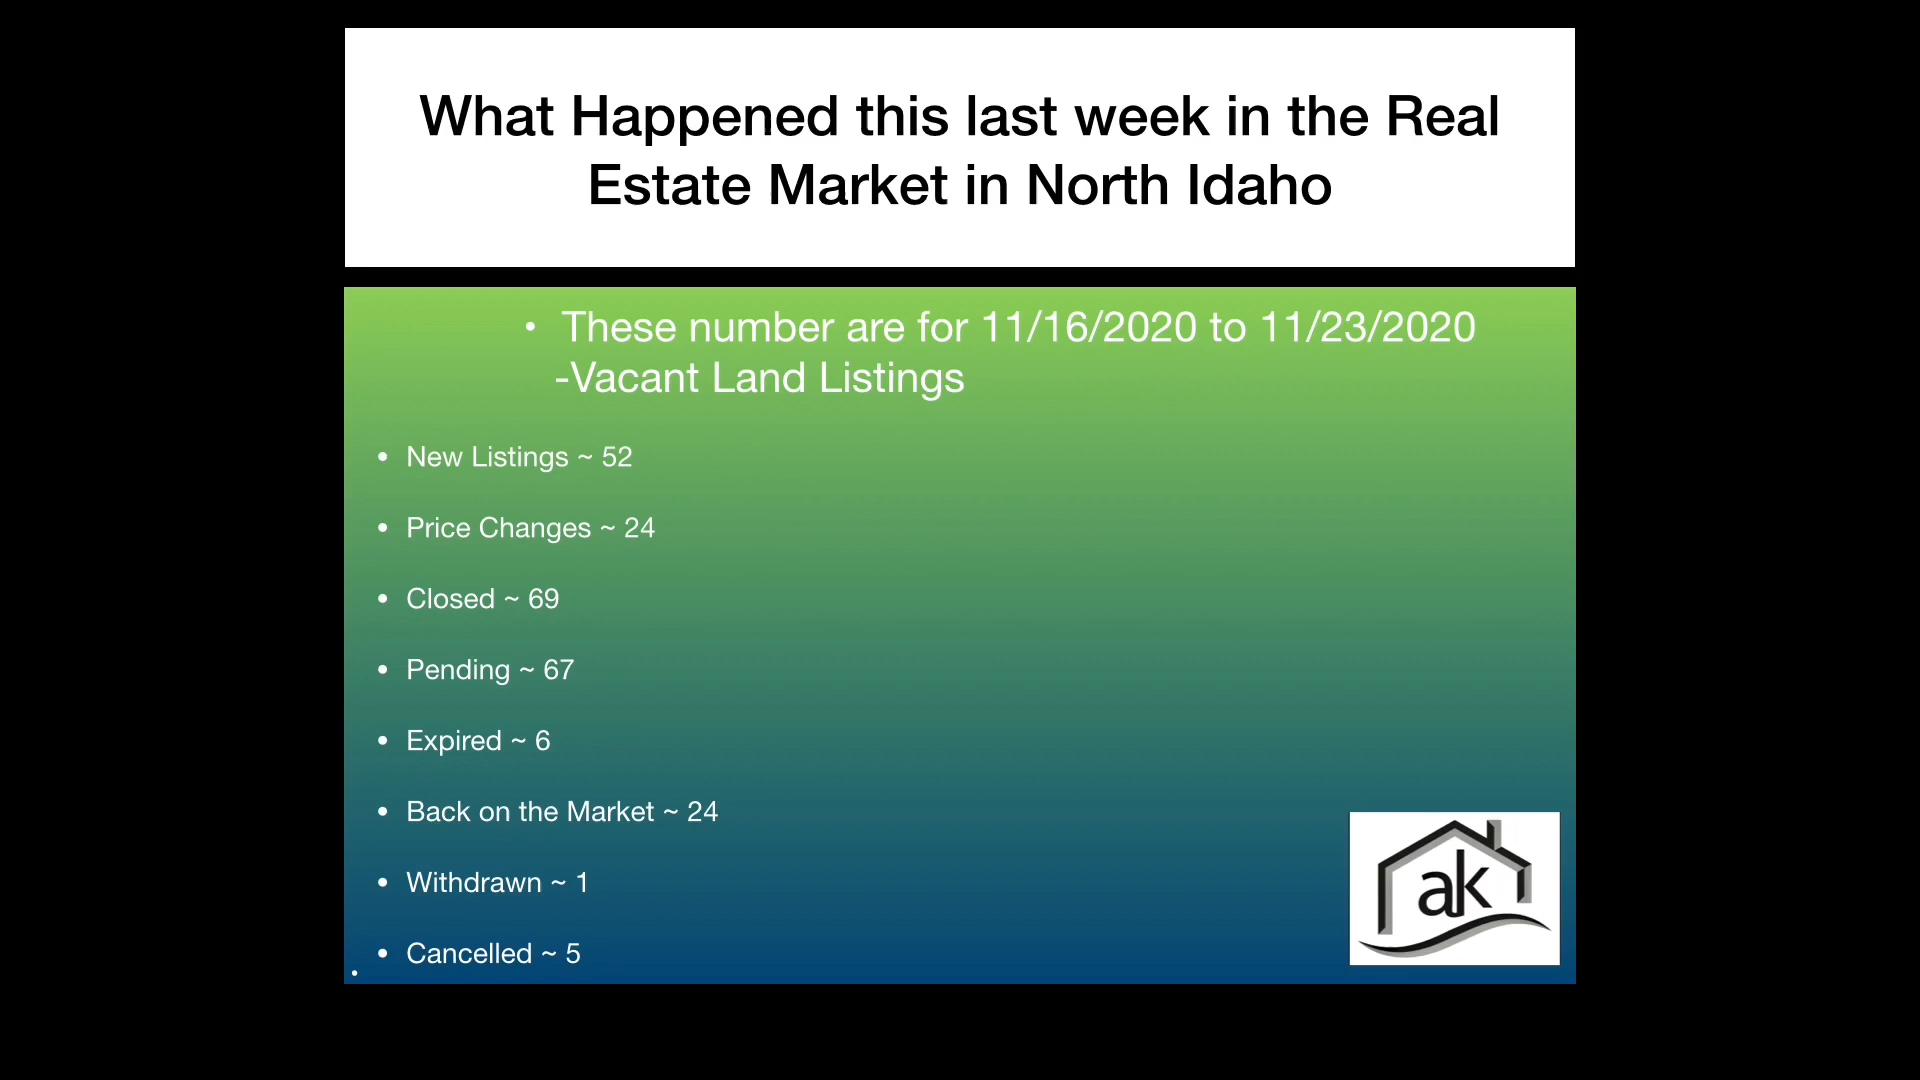 What Happened this last week in the Real
Estate Market in North Idaho
• These number are for 11/16/2020 to 11/23/2020
-Vacant Land Listings
• New Listings ~ 52
• Price Changes ~ 24
• Closed ~ 69
• Pending ~ 67
• Expired ~ 6
• Back on the Market ~ 24
• Withdrawn ~ 1
• Cancelled ~ 5
ak